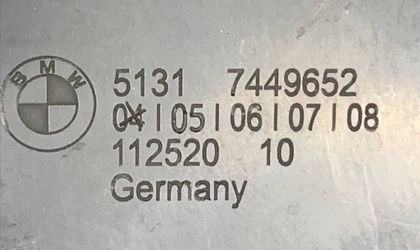 BMW
5131 7449652
04 | 05 | 06 | 07 | 08
112520 10
Germany